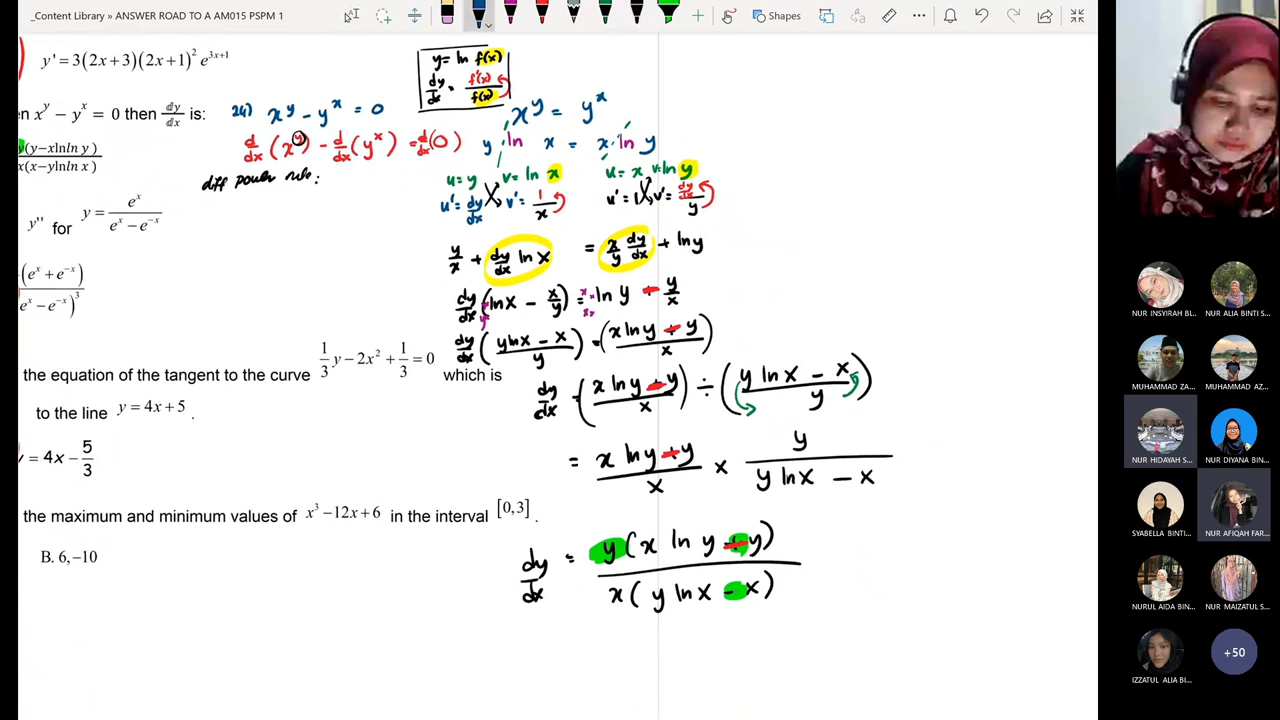 _Content Library » ANSWER ROAD TO A AM015 PSPM 1
Shapes
y' = 3(2x+3)(2x+1)² e^{3x+1}
en x^y − y^x = 0 then dy/dx is:
(y−xlnln y)
x(x−ylnln x)
y'' for y = e^x/(e^x − e^{−x})
(e^x + e^{−x})
e^x − e^{−x})³
the equation of the tangent to the curve 1/3 y − 2x² + 1/3 = 0 which is
to the line y = 4x + 5 .
= 4x − 5/3
the maximum and minimum values of x³ −12x + 6 in the interval [0,3] .
B. 6,−10
y = ln f(x)
dy/dx = f'(x)/f(x)
24) x^y − y^x = 0
d/dx (x^y) − d/dx (y^x) = d/dx (0)
diff power rule:
x^y = y^x
y ln x = x · ln y
u = y v = ln x u = x v = ln y
u' = dy/dx v' = 1/x u' = 1 v' = dy/dx / y
y/x + dy/dx ln x = x/y dy/dx + ln y
dy/dx (ln x − x/y) = ln y − y/x
dy/dx ( y ln x − x / y ) = ( x ln y − y / x )
dy/dx = ( x ln y − y / x ) ÷ ( y ln x − x / y )
= x ln y − y / x × y / y ln x − x
dy/dx = y( x ln y − y) / x( y ln x − x)
NUR INSYIRAH BI...
NUR ALIA BINTI S...
MUHAMMAD ZA...
MUHAMMAD AZ...
NUR HIDAYAH S...
NUR DIYANA BIN...
SYABELLA BINTI...
NUR AFIQAH FAR...
NURUL AIDA BIN...
NUR MAIZATUL S...
IZZATUL ALIA BI...
+50